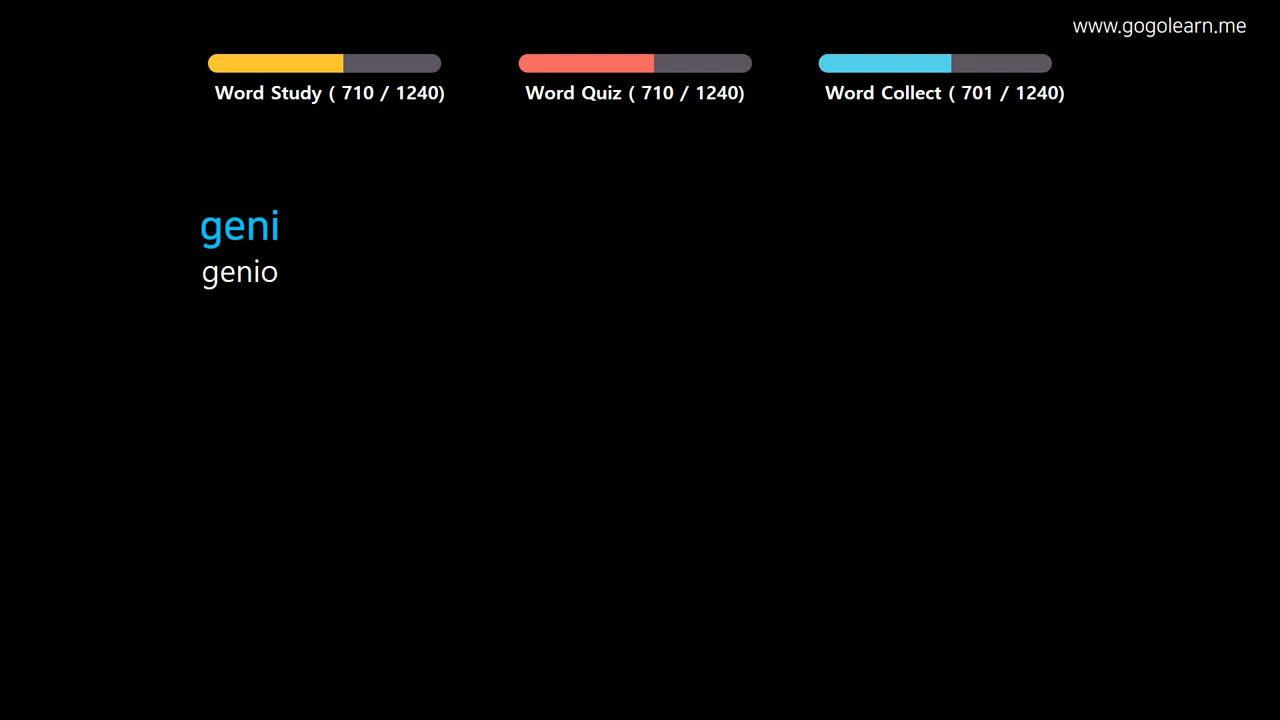 www.gogolearn.me
Word Study ( 710 / 1240)
Word Quiz ( 710 / 1240)
Word Collect ( 701 / 1240)
geni
genio